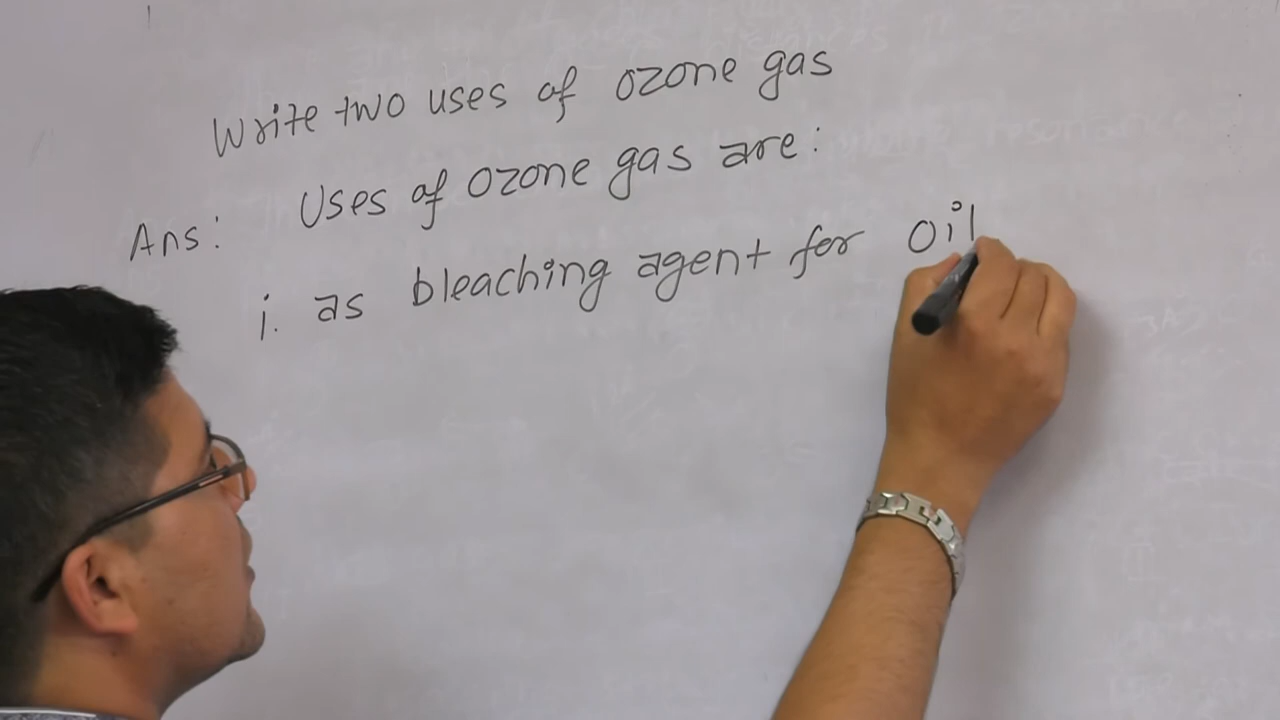 Write two uses of ozone gas
Ans: Uses of ozone gas are:
i. as bleaching agent for oil